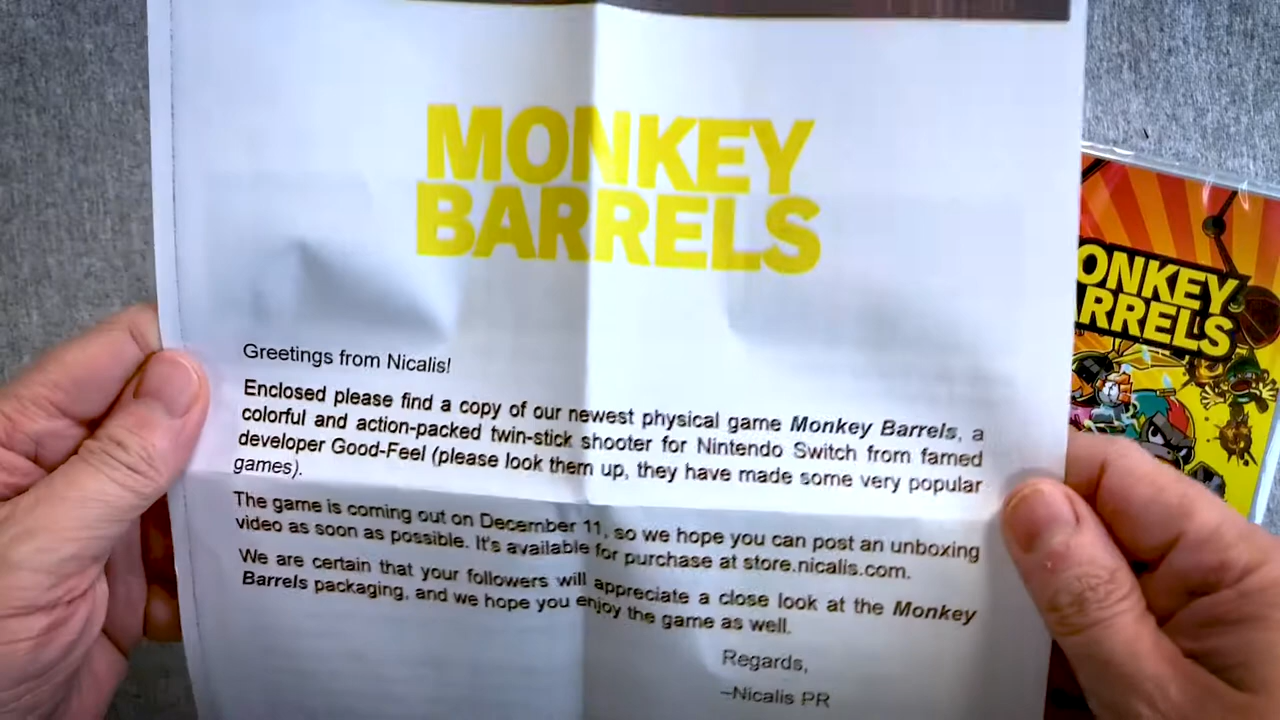 MONKEY
BARRELS
Greetings from Nicalis!
Enclosed please find a copy of our newest physical game Monkey Barrels, a
colorful and action-packed twin-stick shooter for Nintendo Switch from famed
developer Good-Feel (please look them up, they have made some very popular
games).
The game is coming out on December 11, so we hope you can post an unboxing
video as soon as possible. It's available for purchase at store.nicalis.com.
We are certain that your followers will appreciate a close look at the Monkey
Barrels packaging, and we hope you enjoy the game as well.
Regards,
–Nicalis PR
ONKEY
RRELS